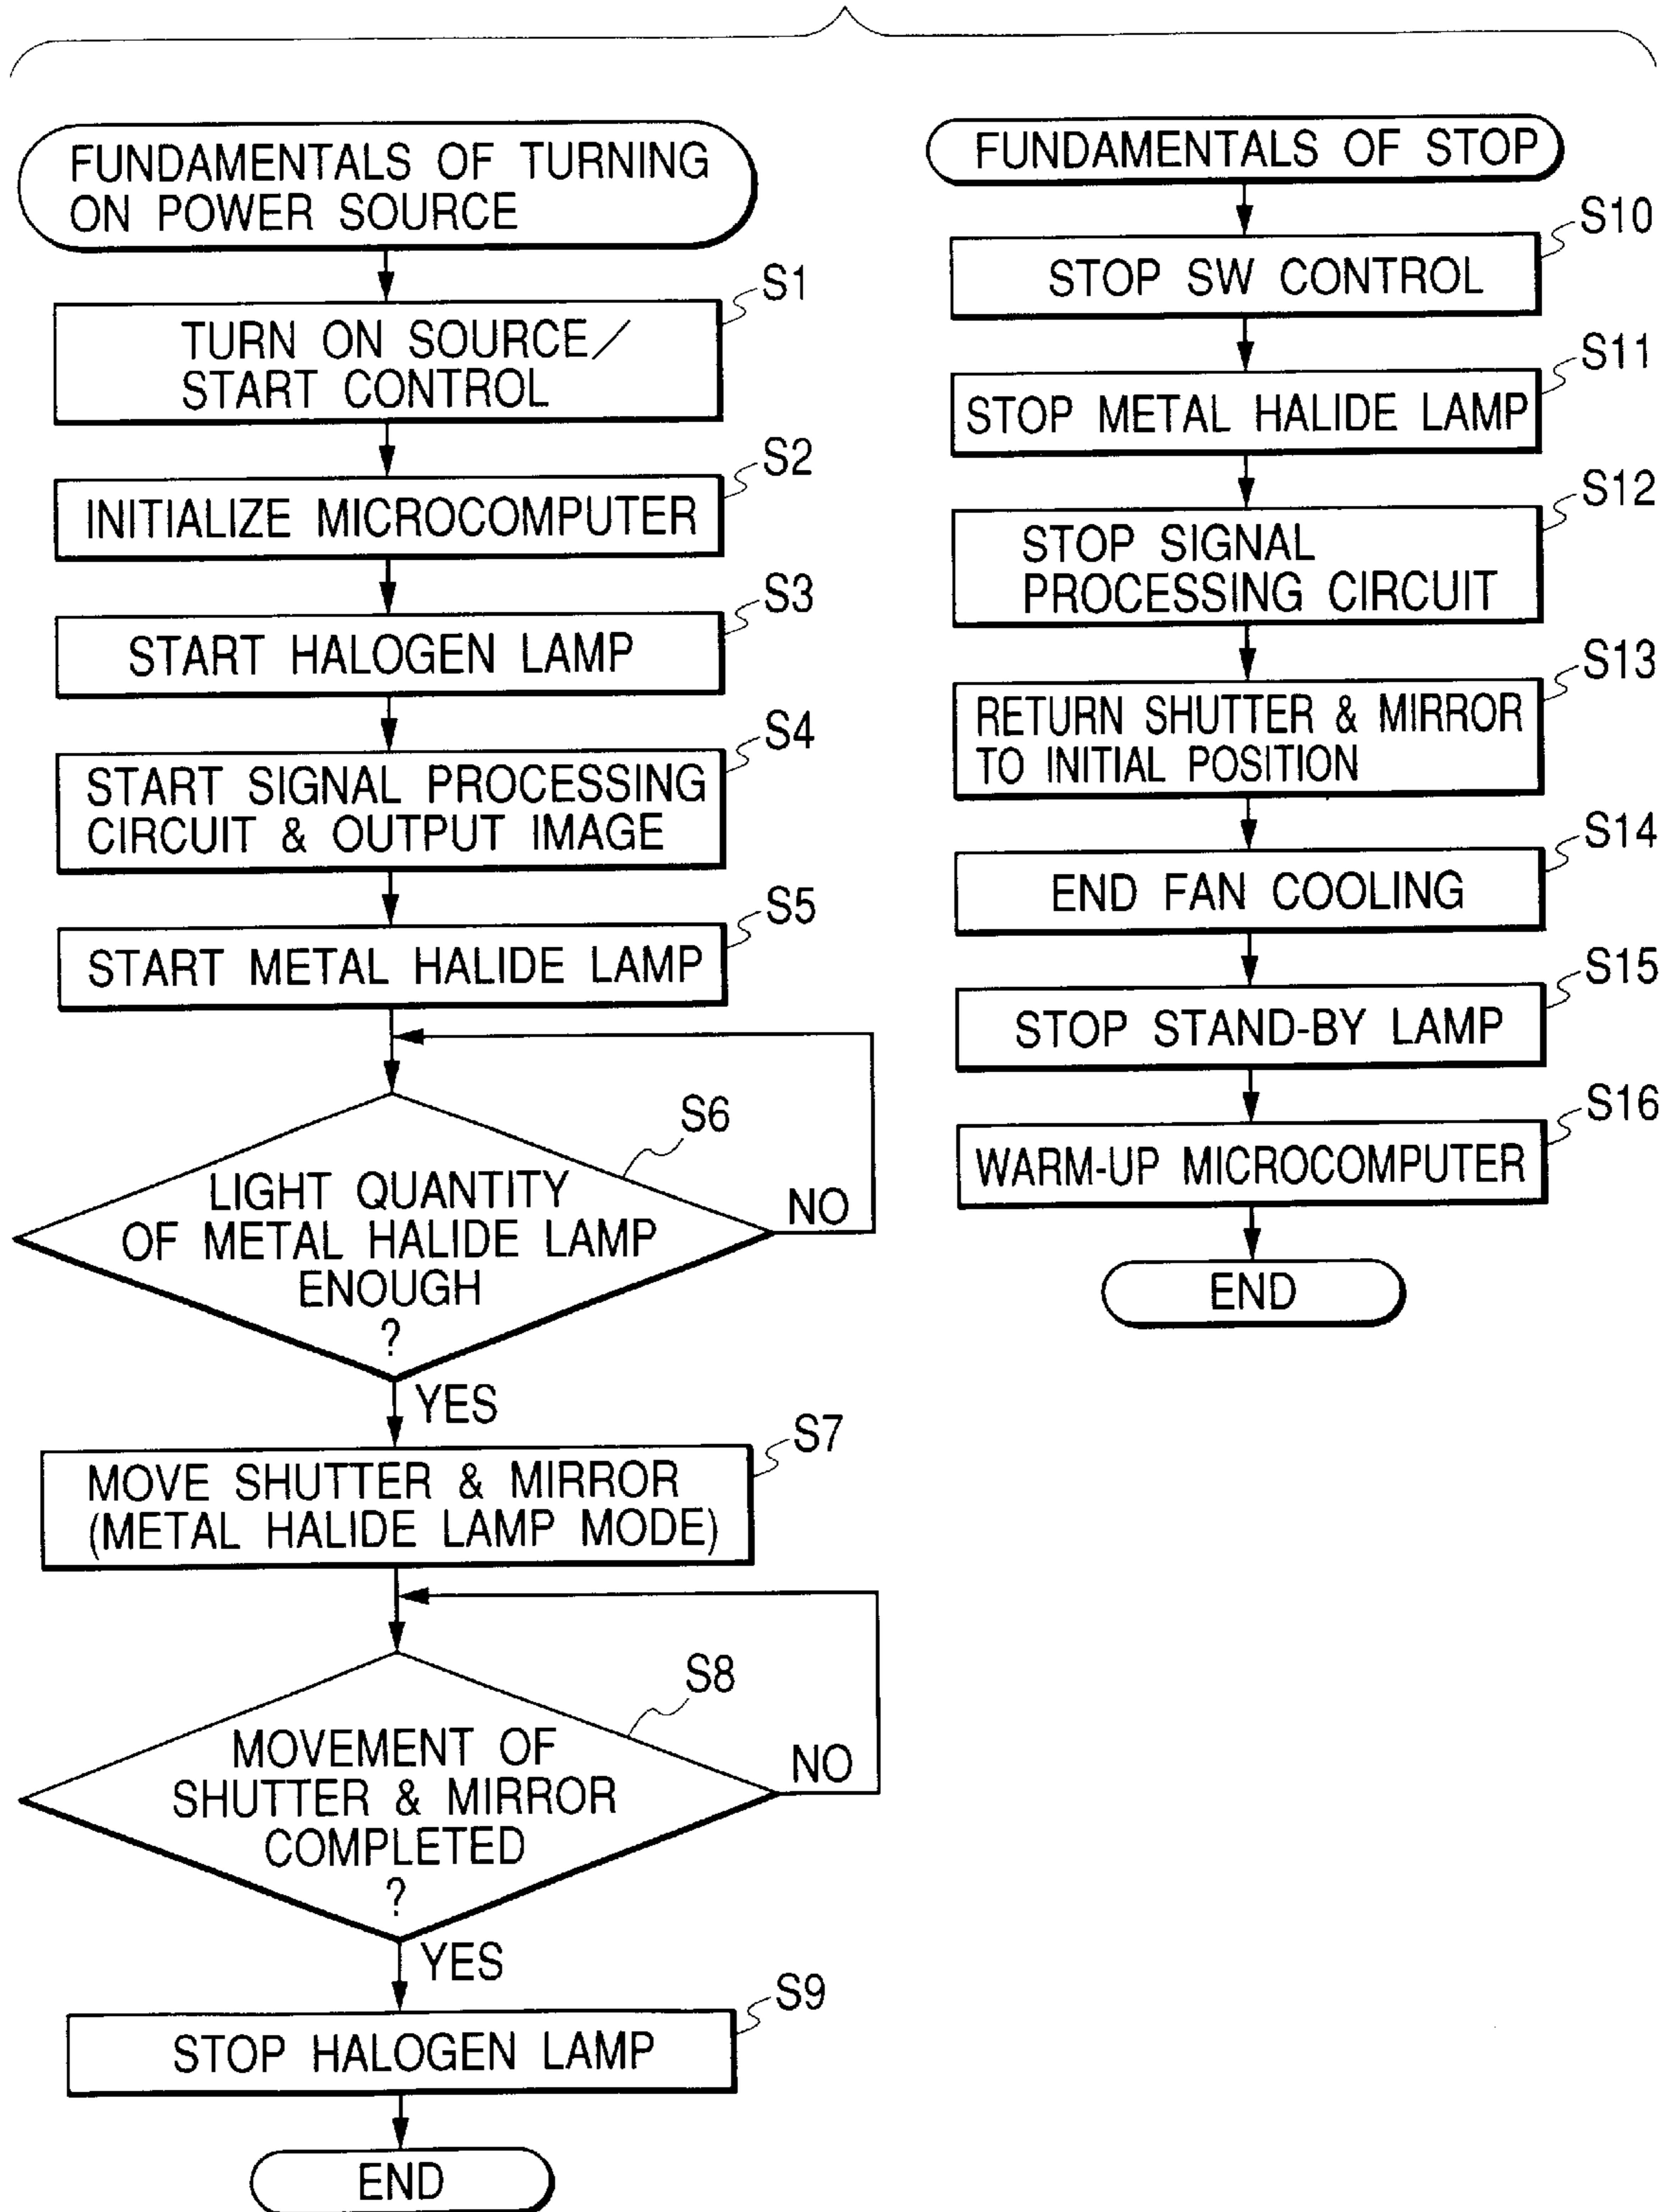 FUNDAMENTALS OF TURNING
ON POWER SOURCE
S1
TURN ON SOURCE/
START CONTROL
S2
INITIALIZE MICROCOMPUTER
S3
START HALOGEN LAMP
S4
START SIGNAL PROCESSING
CIRCUIT & OUTPUT IMAGE
S5
START METAL HALIDE LAMP
S6
LIGHT QUANTITY
OF METAL HALIDE LAMP
ENOUGH
?
NO
YES
S7
MOVE SHUTTER & MIRROR
(METAL HALIDE LAMP MODE)
S8
MOVEMENT OF
SHUTTER & MIRROR
COMPLETED
?
NO
YES
S9
STOP HALOGEN LAMP
END
FUNDAMENTALS OF STOP
S10
STOP SW CONTROL
S11
STOP METAL HALIDE LAMP
S12
STOP SIGNAL
PROCESSING CIRCUIT
S13
RETURN SHUTTER & MIRROR
TO INITIAL POSITION
S14
END FAN COOLING
S15
STOP STAND-BY LAMP
S16
WARM-UP MICROCOMPUTER
END